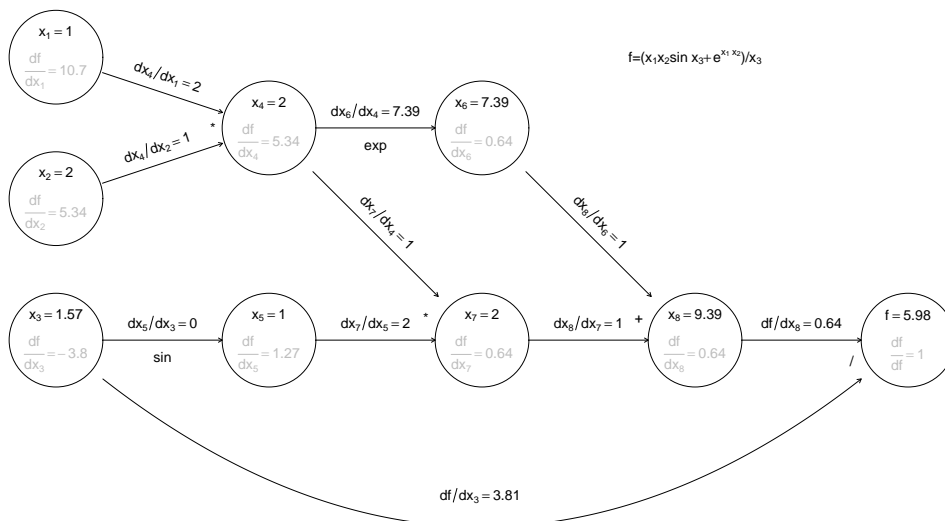 x₁ = 1
df/dx₁ = 10.7
dx₄/dx₁ = 2
f=(x₁x₂sin x₃+e^{x₁ x₂})/x₃
x₄ = 2
*
df/dx₄ = 5.34
dx₆/dx₄ = 7.39
exp
x₆ = 7.39
df/dx₆ = 0.64
dx₄/dx₂ = 1
x₂ = 2
df/dx₂ = 5.34
dx₇/dx₄ = 1
dx₈/dx₆ = 1
x₃ = 1.57
df/dx₃ = −3.8
dx₅/dx₃ = 0
sin
x₅ = 1
df/dx₅ = 1.27
dx₇/dx₅ = 2
*
x₇ = 2
df/dx₇ = 0.64
dx₈/dx₇ = 1
+
x₈ = 9.39
df/dx₈ = 0.64
df/dx₈ = 0.64
/
f = 5.98
df/df = 1
df/dx₃ = 3.81